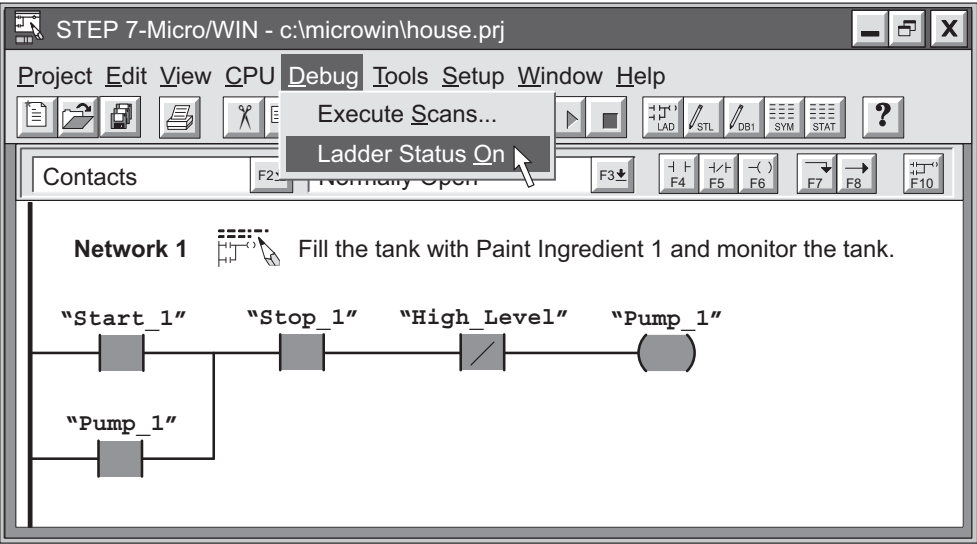 STEP 7-Micro/WIN - c:\microwin\house.prj
Project Edit View CPU Debug Tools Setup Window Help
Execute Scans...
LAD STL DB1 SYM STAT ?
Ladder Status On
Contacts F2 Normally Open F3 F4 F5 F6 F7 F8 F10
Network 1 Fill the tank with Paint Ingredient 1 and monitor the tank.
“Start_1” “Stop_1” “High_Level” “Pump_1”
“Pump_1”